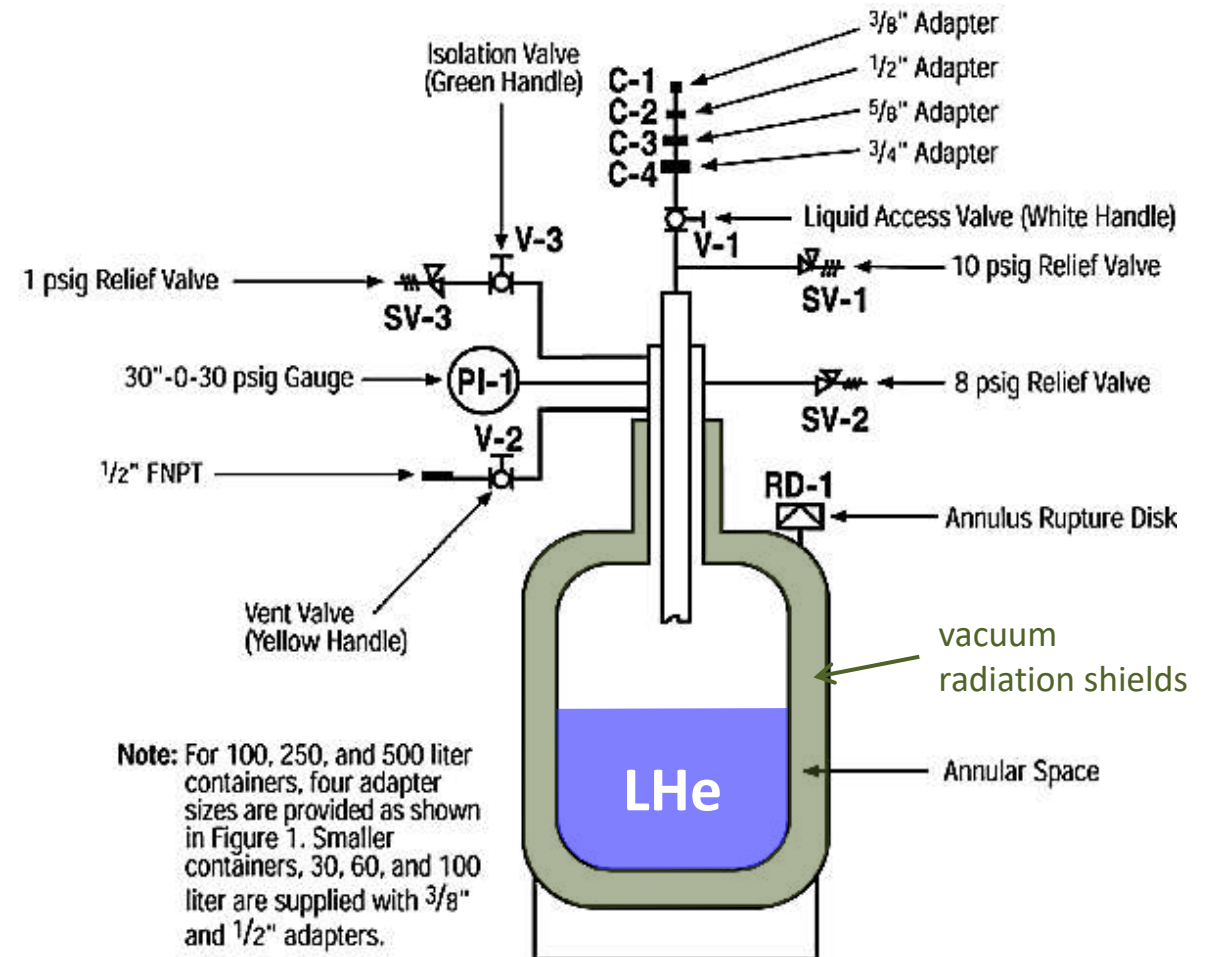 3/8" Adapter
Isolation Valve
(Green Handle)
C-1
1/2" Adapter
C-2
5/8" Adapter
C-3
3/4" Adapter
C-4
Liquid Access Valve (White Handle)
V-1
V-3
1 psig Relief Valve
SV-3
10 psig Relief Valve
SV-1
30"-0-30 psig Gauge
PI-1
8 psig Relief Valve
SV-2
V-2
1/2" FNPT
RD-1
Annulus Rupture Disk
Vent Valve
(Yellow Handle)
vacuum
radiation shields
Note: For 100, 250, and 500 liter
containers, four adapter
sizes are provided as shown
in Figure 1. Smaller
containers, 30, 60, and 100
liter are supplied with 3/8"
and 1/2" adapters.
LHe
Annular Space